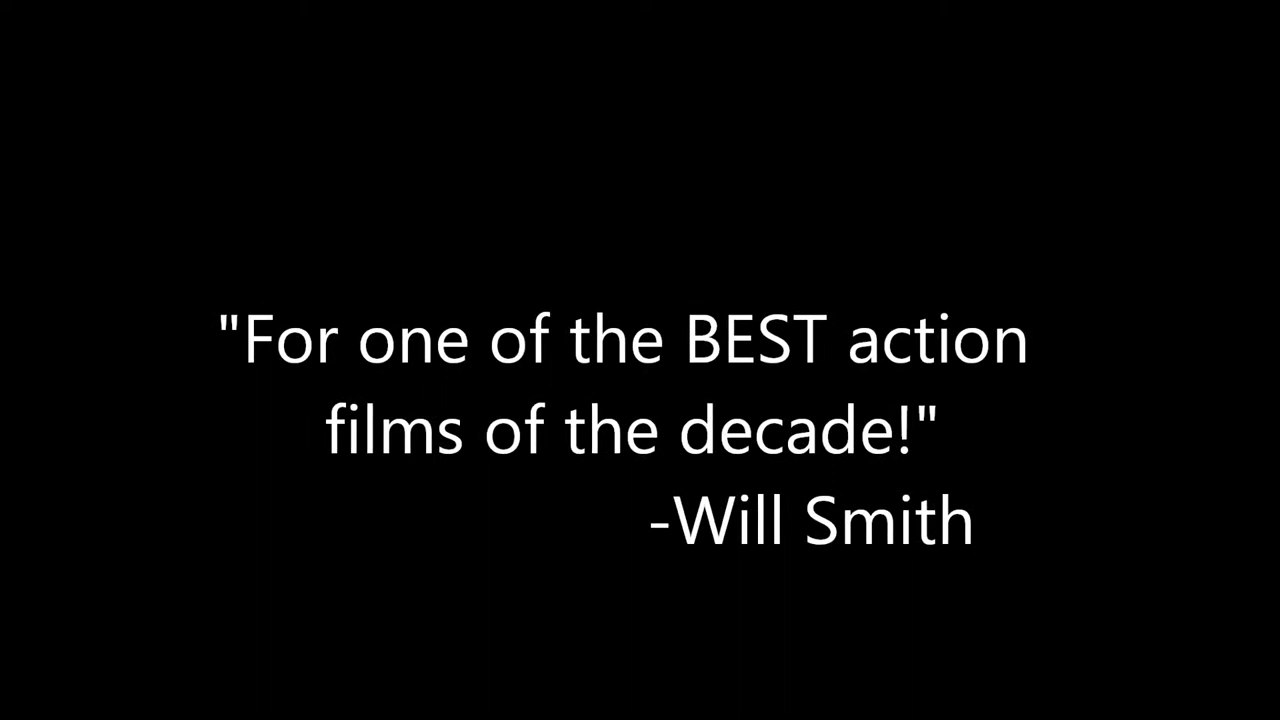 "For one of the BEST action
films of the decade!"
-Will Smith